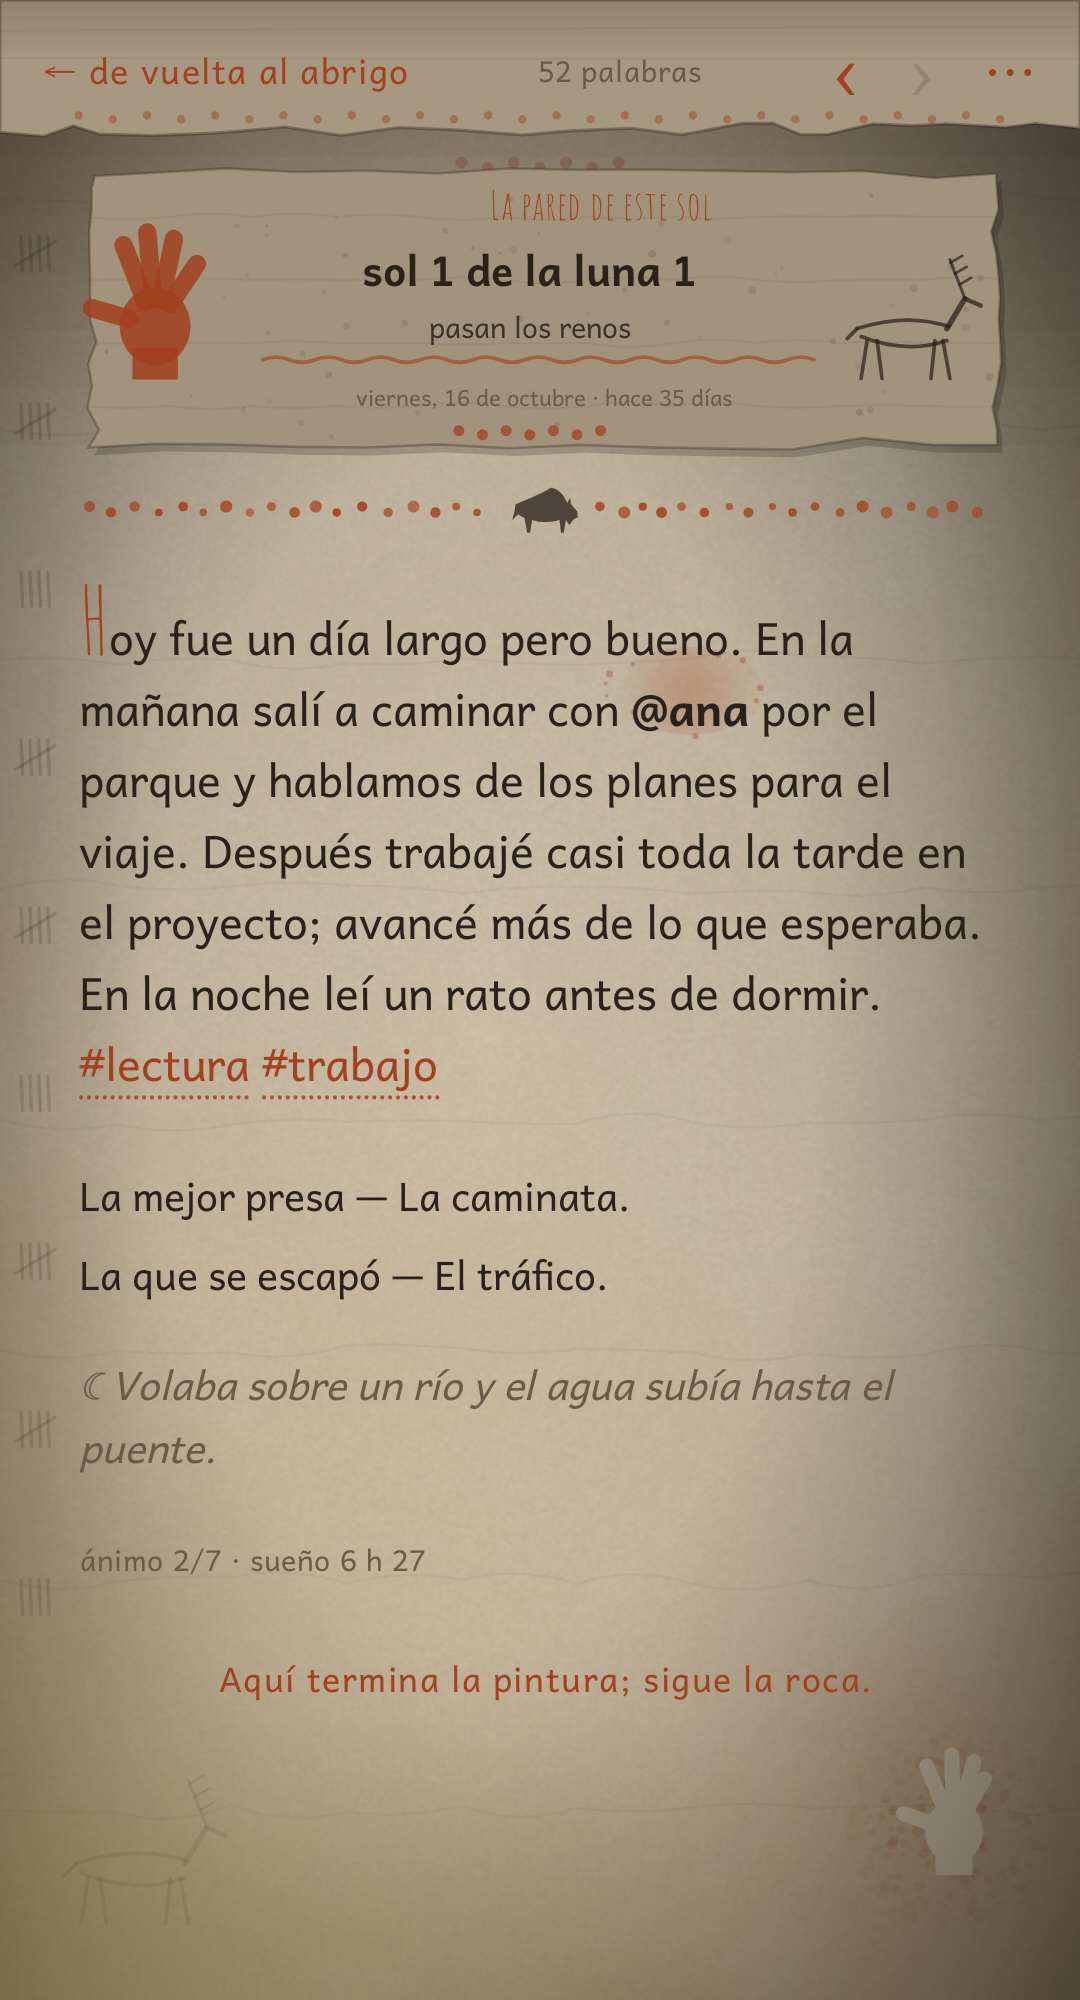 ← de vuelta al abrigo 52 palabras ‹ › ···
La pared de este sol
sol 1 de la luna 1
pasan los renos
viernes, 16 de octubre · hace 35 días
Hoy fue un día largo pero bueno. En la
mañana salí a caminar con @ana por el
parque y hablamos de los planes para el
viaje. Después trabajé casi toda la tarde en
el proyecto; avancé más de lo que esperaba.
En la noche leí un rato antes de dormir.
#lectura #trabajo
La mejor presa — La caminata.
La que se escapó — El tráfico.
☾ Volaba sobre un río y el agua subía hasta el
puente.
ánimo 2/7 · sueño 6 h 27
Aquí termina la pintura; sigue la roca.